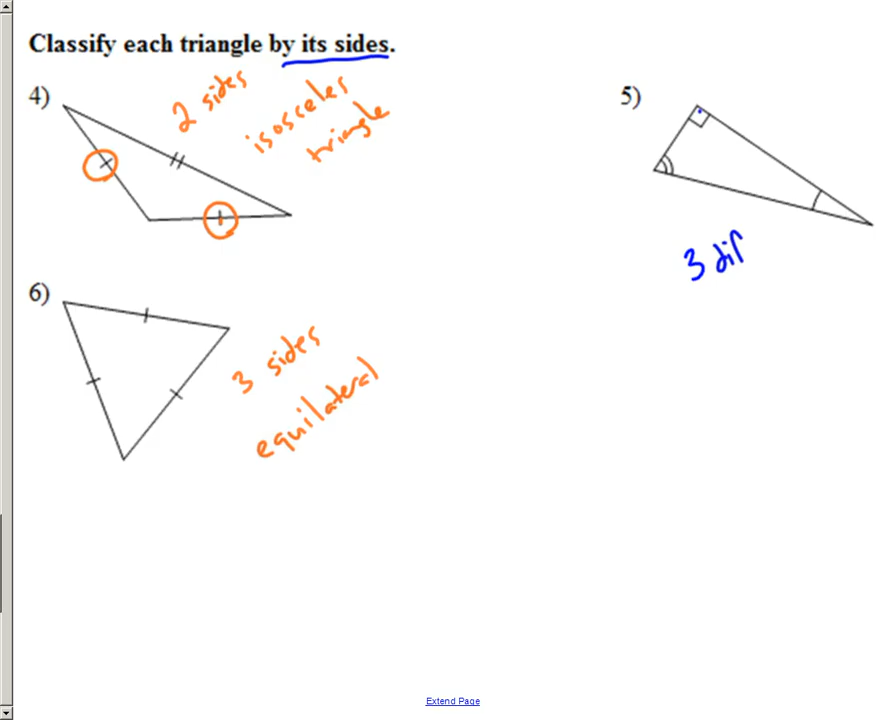 Classify each triangle by its sides.
4)
2 sides
isosceles
triangle
5)
3 dif
6)
3 sides
equilateral
Extend Page